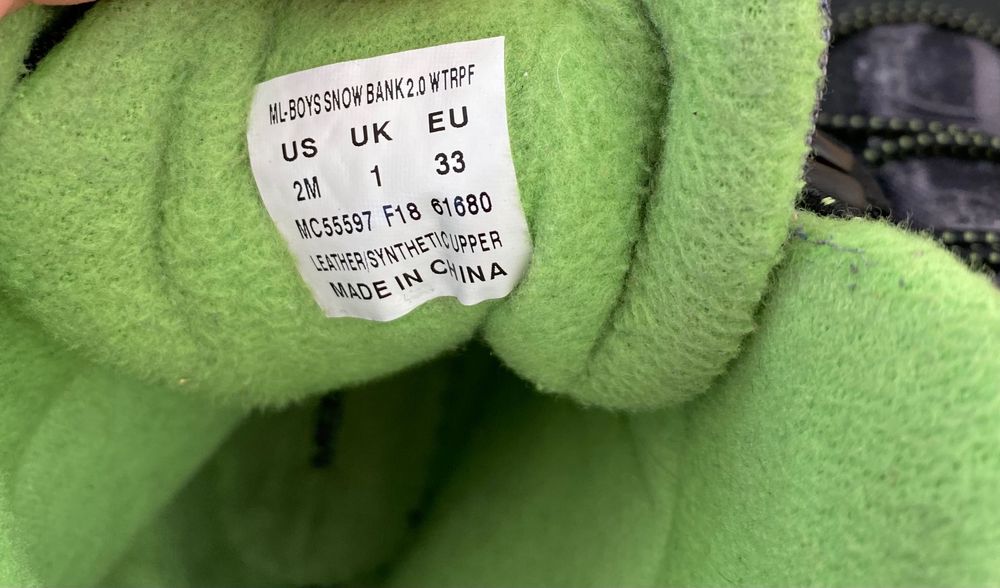 ML-BOYS SNOW BANK 2.0 WTRPF
US UK EU
2M 1 33
MC55597 F18 61680
LEATHER/SYNTHETIC UPPER
MADE IN CHINA